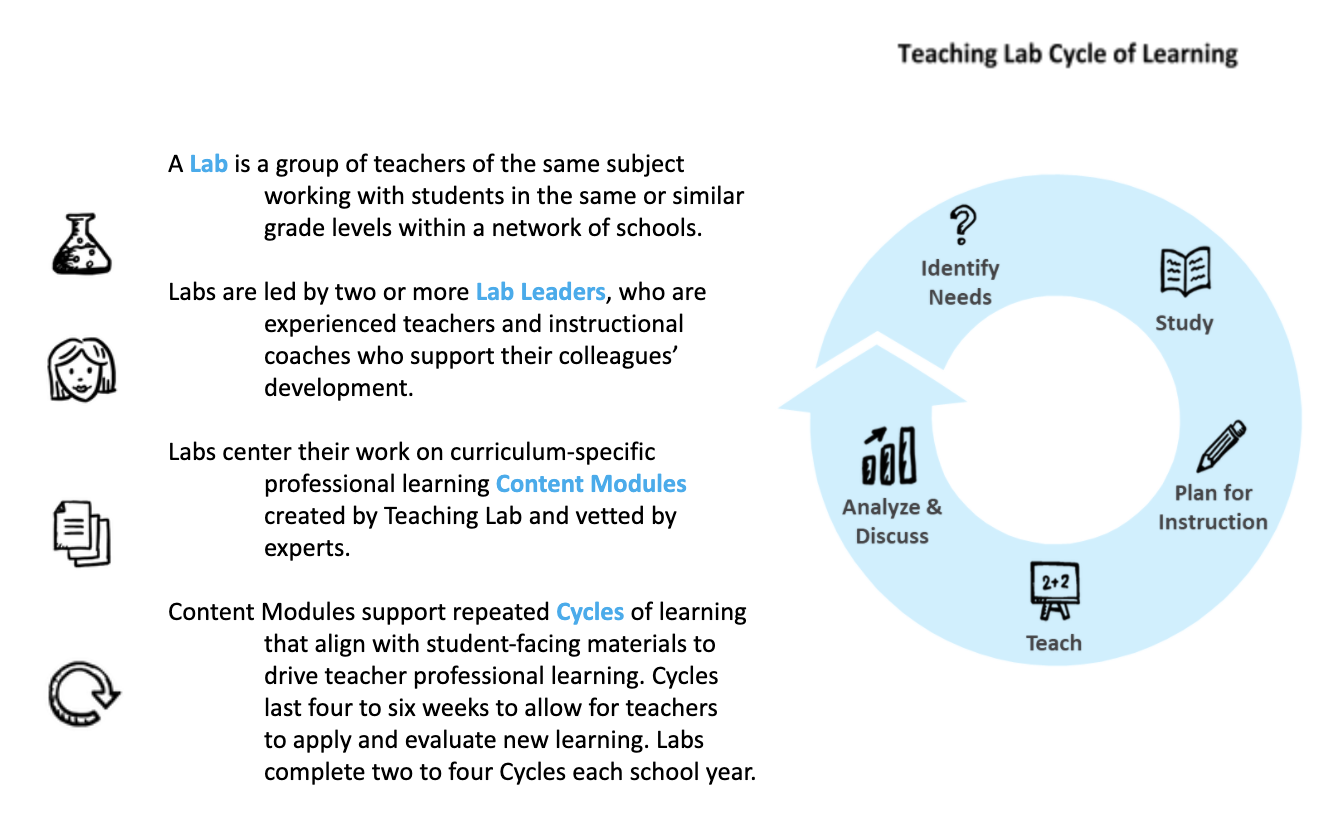 Teaching Lab Cycle of Learning
A Lab is a group of teachers of the same subject
working with students in the same or similar
grade levels within a network of schools.
Labs are led by two or more Lab Leaders, who are
experienced teachers and instructional
coaches who support their colleagues’
development.
Labs center their work on curriculum-specific
professional learning Content Modules
created by Teaching Lab and vetted by
experts.
Content Modules support repeated Cycles of learning
that align with student-facing materials to
drive teacher professional learning. Cycles
last four to six weeks to allow for teachers
to apply and evaluate new learning. Labs
complete two to four Cycles each school year.
?
Identify
Needs
Study
Plan for
Instruction
2+2
Teach
Analyze &
Discuss